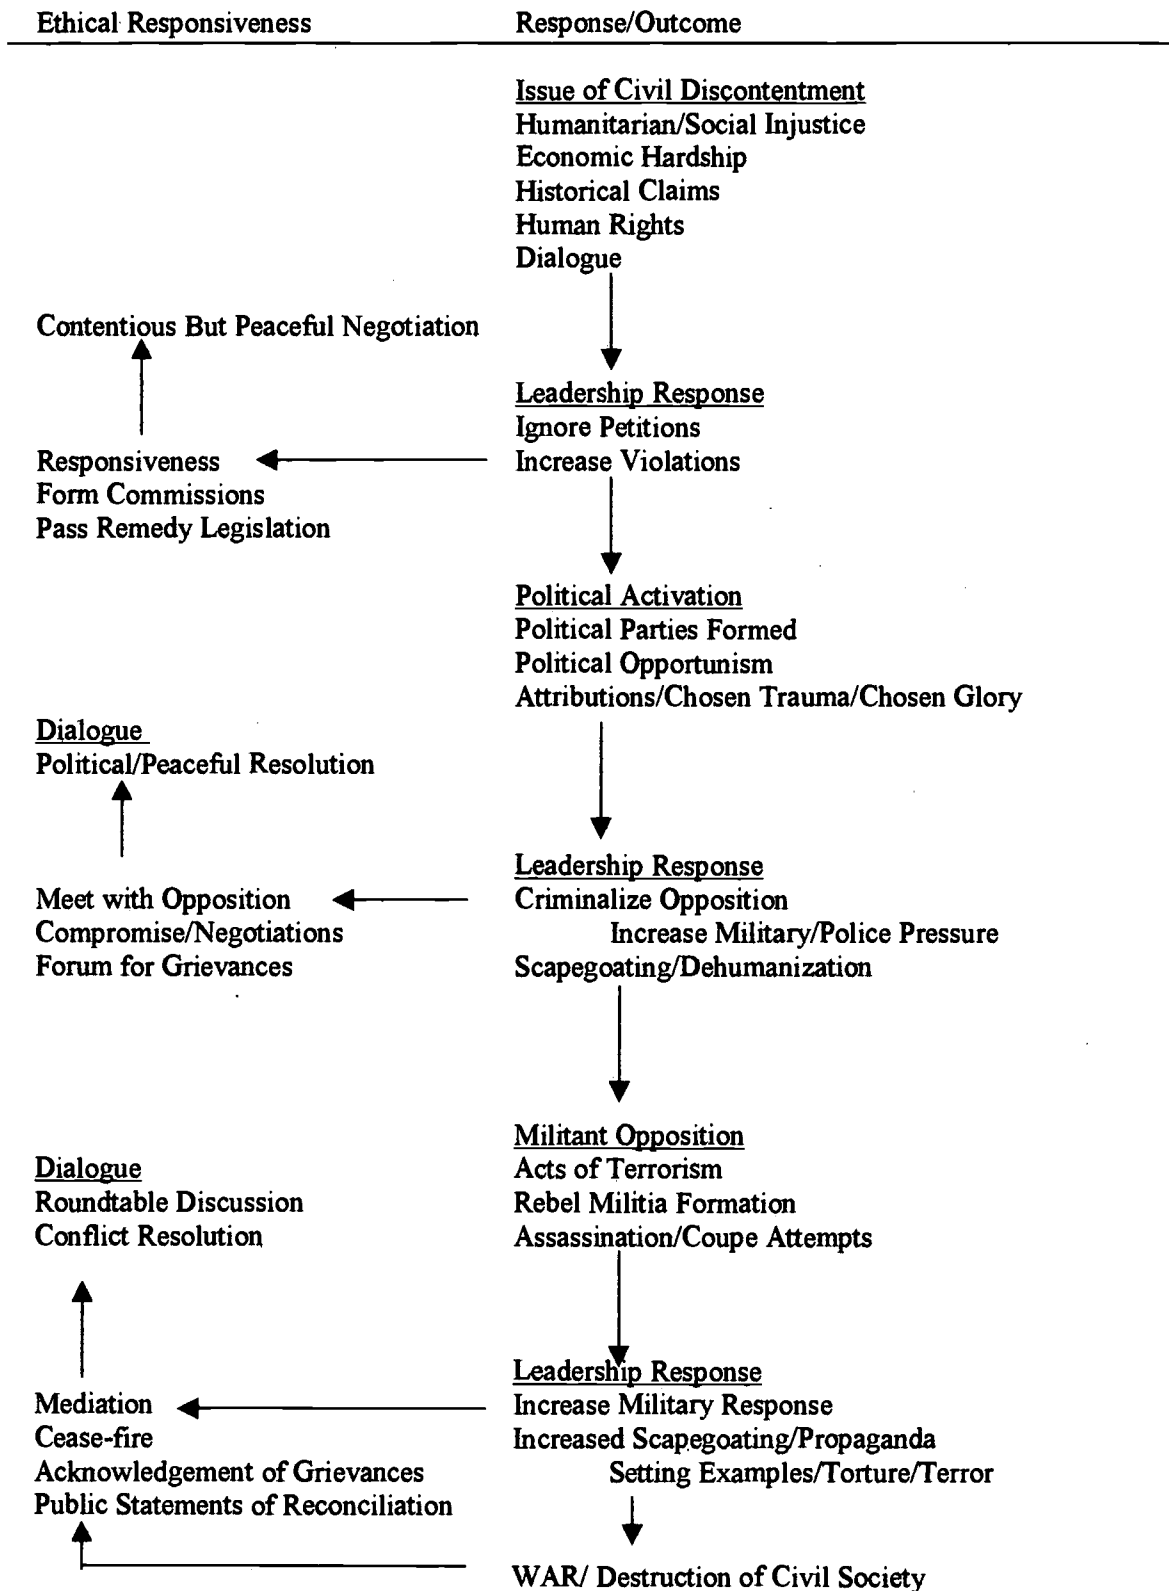 Ethical Responsiveness Response/Outcome
Issue of Civil Discontentment
Humanitarian/Social Injustice
Economic Hardship
Historical Claims
Human Rights
Dialogue
Contentious But Peaceful Negotiation
Leadership Response
Ignore Petitions
Responsiveness Increase Violations
Form Commissions
Pass Remedy Legislation
Political Activation
Political Parties Formed
Political Opportunism
Attributions/Chosen Trauma/Chosen Glory
Dialogue
Political/Peaceful Resolution
Leadership Response
Meet with Opposition Criminalize Opposition
Compromise/Negotiations Increase Military/Police Pressure
Forum for Grievances Scapegoating/Dehumanization
Militant Opposition
Dialogue Acts of Terrorism
Roundtable Discussion Rebel Militia Formation
Conflict Resolution Assassination/Coupe Attempts
Leadership Response
Mediation Increase Military Response
Cease-fire Increased Scapegoating/Propaganda
Acknowledgement of Grievances Setting Examples/Torture/Terror
Public Statements of Reconciliation
WAR/ Destruction of Civil Society